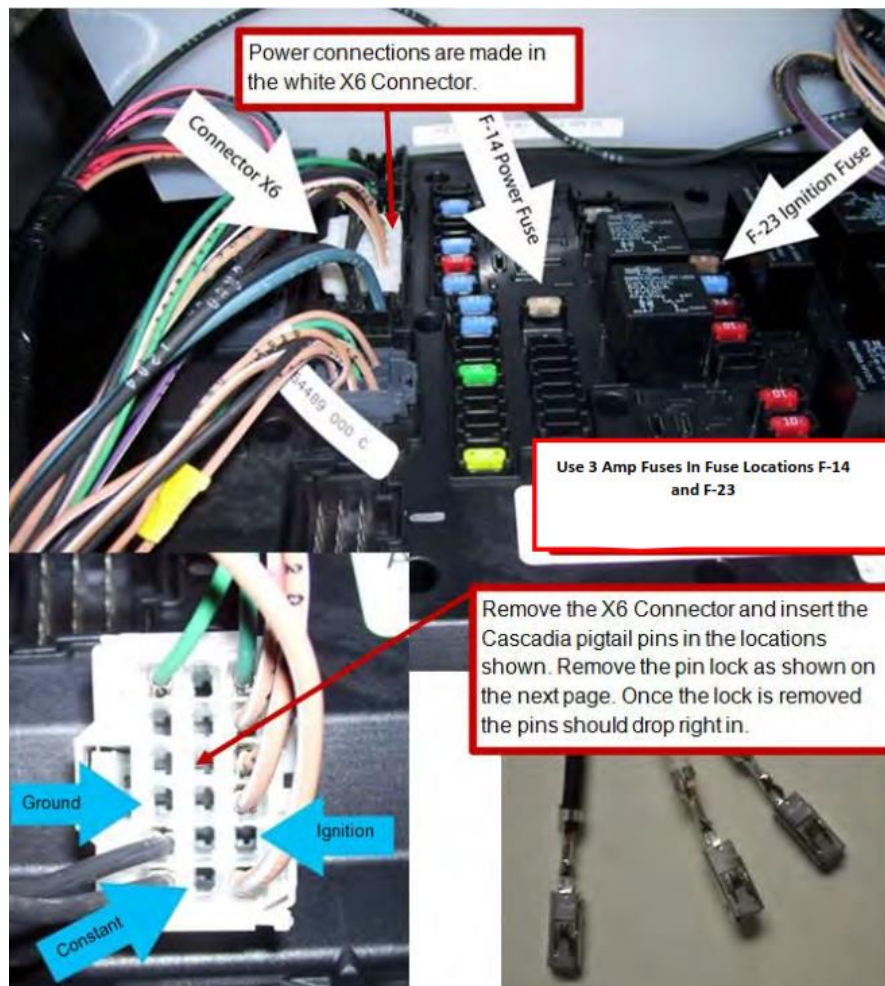 Power connections are made in
the white X6 Connector.
Connector X6
F-14 Power Fuse
F-23 Ignition Fuse
54489 000 C
Use 3 Amp Fuses In Fuse Locations F-14
and F-23
Remove the X6 Connector and insert the
Cascadia pigtail pins in the locations
shown. Remove the pin lock as shown on
the next page. Once the lock is removed
the pins should drop right in.
Ground
Ignition
Constant